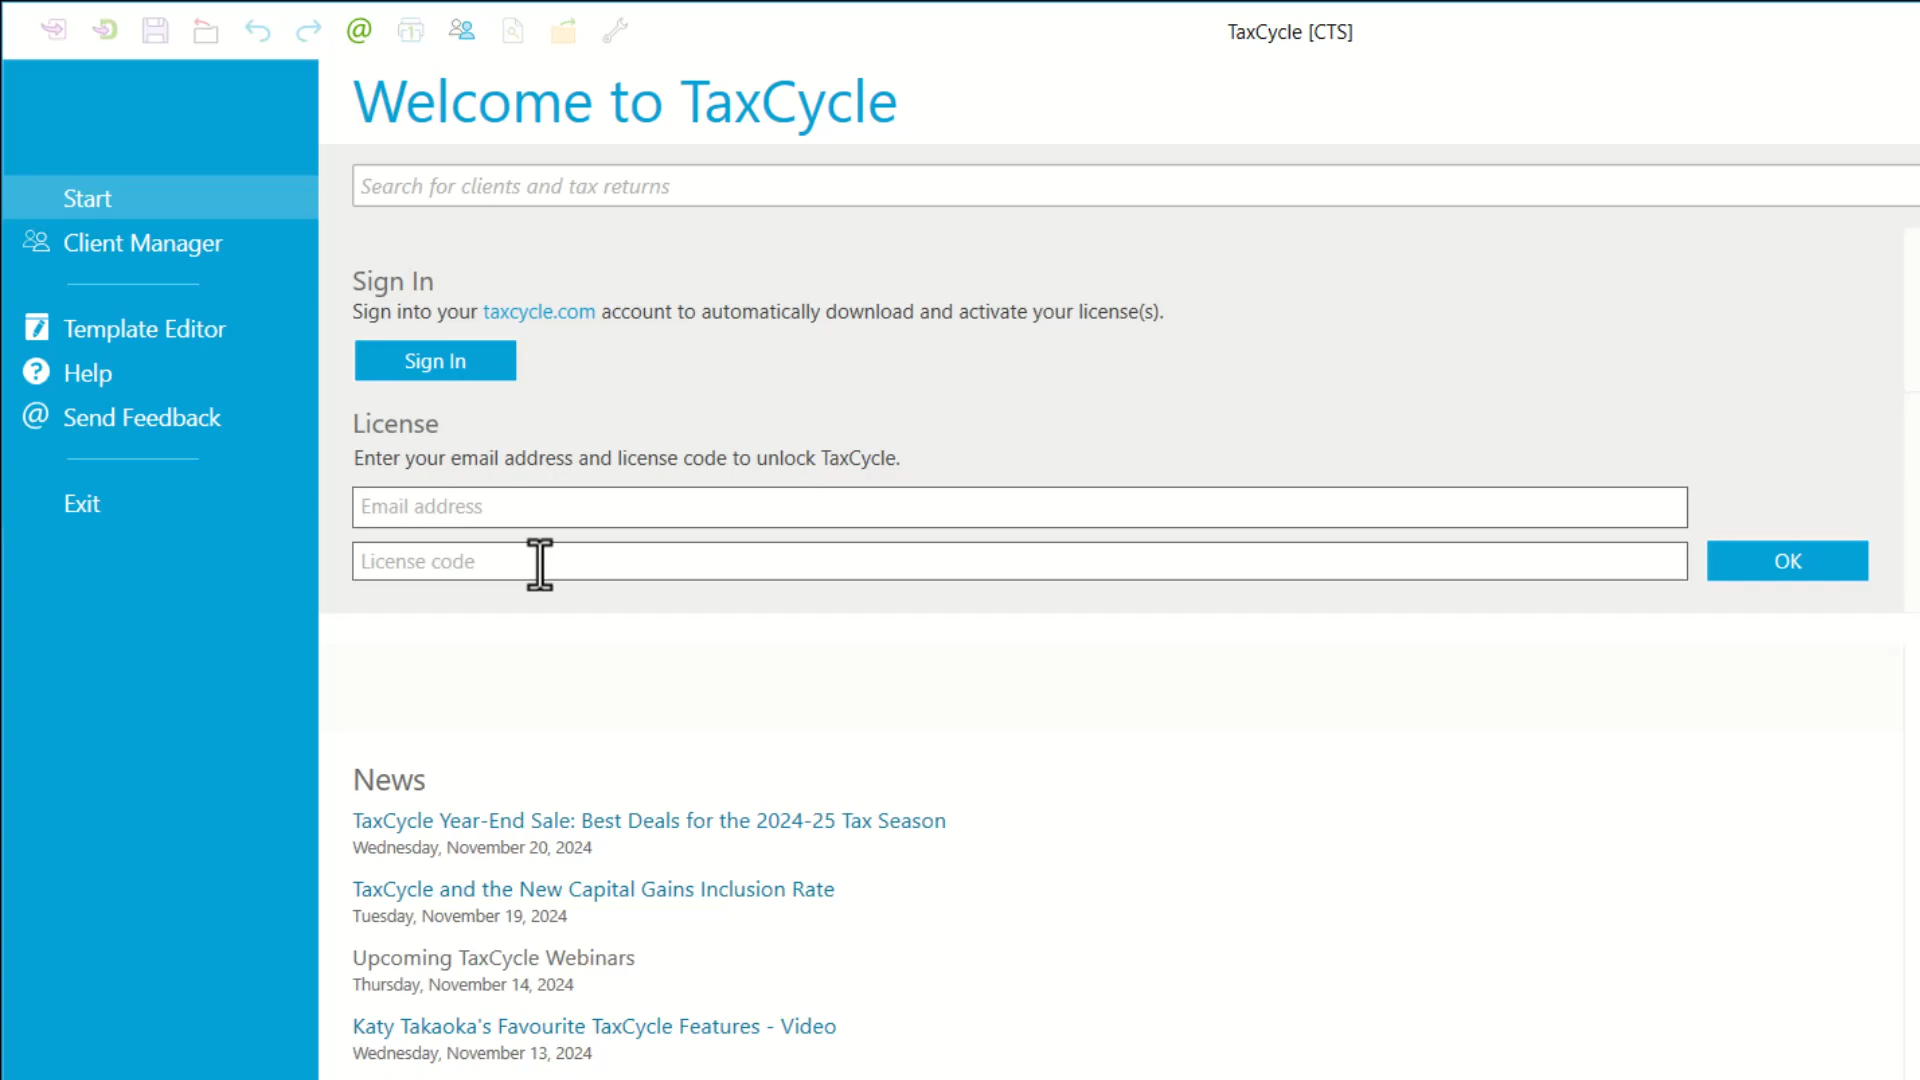 TaxCycle [CTS]
Welcome to TaxCycle
Search for clients and tax returns
Start
Client Manager
Template Editor
Help
Send Feedback
Exit
Sign In
Sign into your taxcycle.com account to automatically download and activate your license(s).
Sign In
License
Enter your email address and license code to unlock TaxCycle.
Email address
License code
OK
News
TaxCycle Year-End Sale: Best Deals for the 2024-25 Tax Season
Wednesday, November 20, 2024
TaxCycle and the New Capital Gains Inclusion Rate
Tuesday, November 19, 2024
Upcoming TaxCycle Webinars
Thursday, November 14, 2024
Katy Takaoka's Favourite TaxCycle Features - Video
Wednesday, November 13, 2024